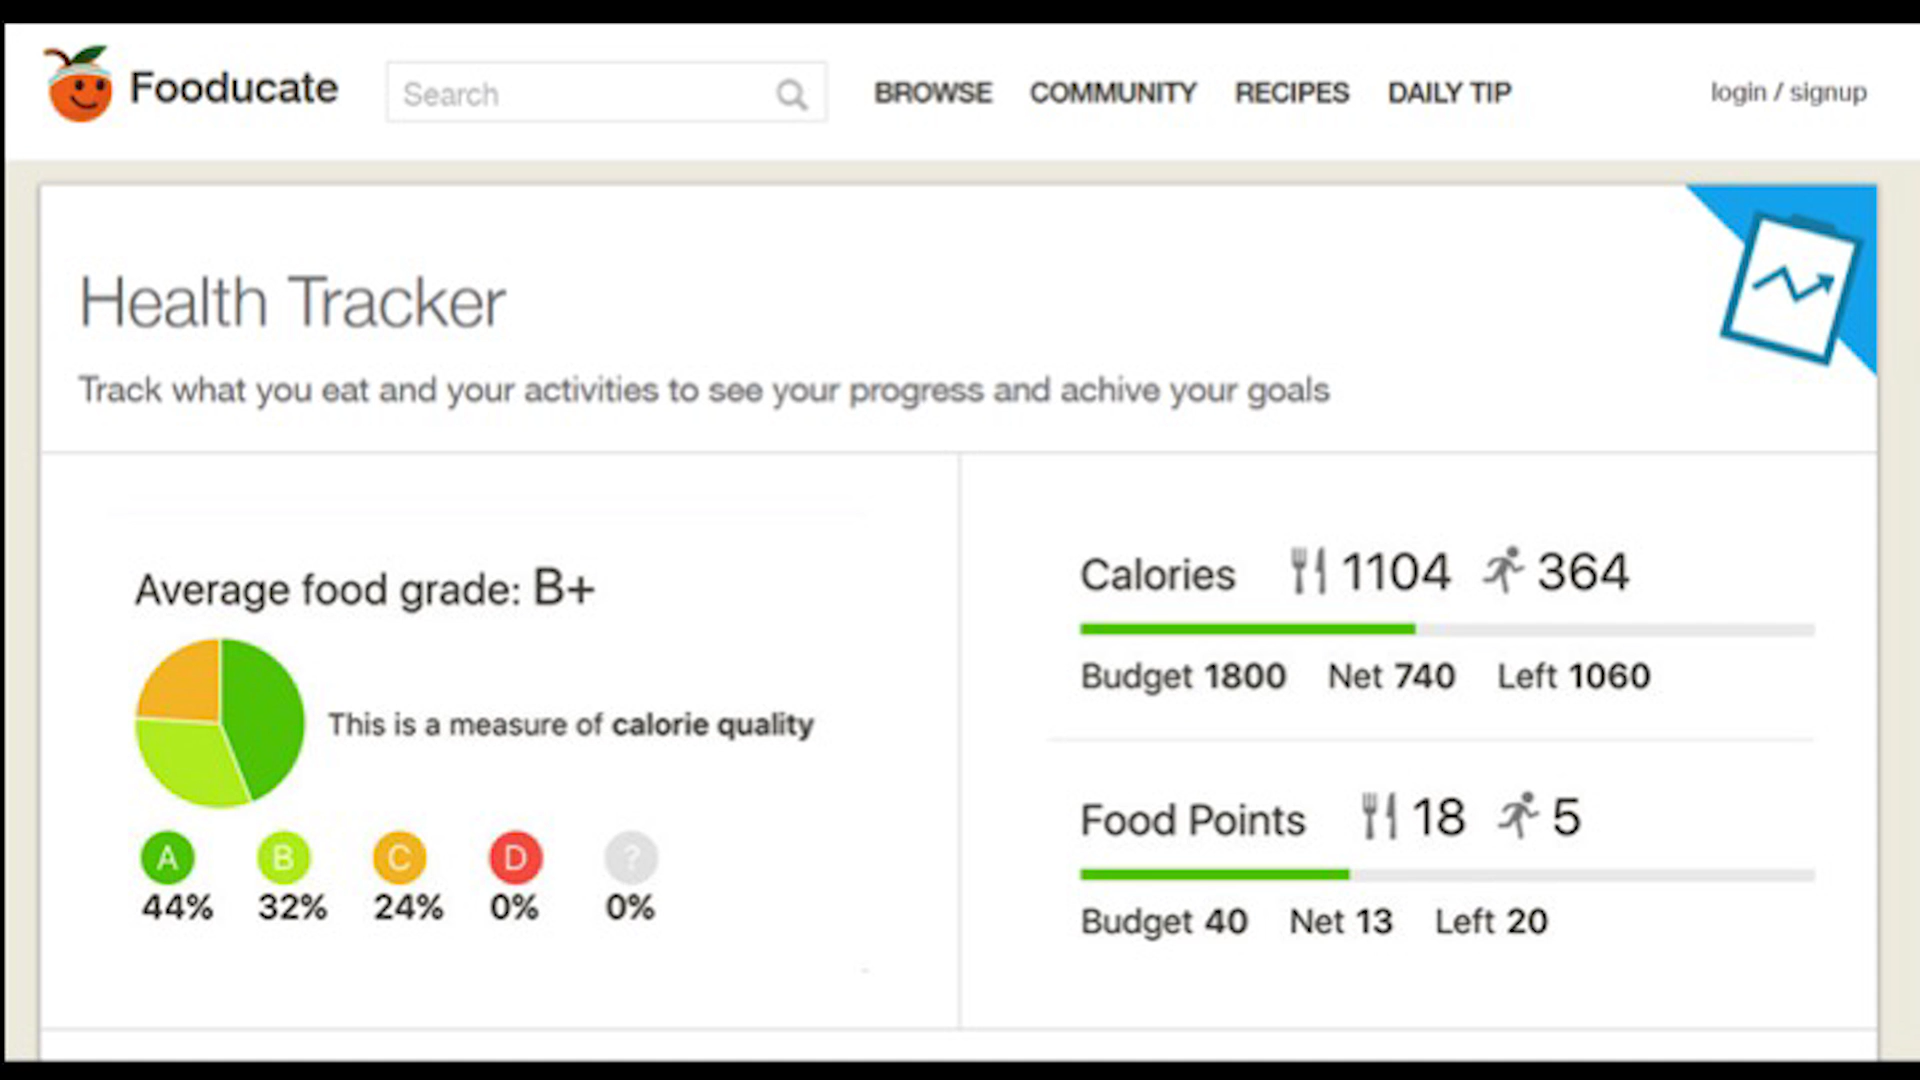 Fooducate
Search
BROWSE COMMUNITY RECIPES DAILY TIP
login / signup
Health Tracker
Track what you eat and your activities to see your progress and achive your goals
Average food grade: B+
This is a measure of calorie quality
A B C D ?
44% 32% 24% 0% 0%
Calories 1104 364
Budget 1800 Net 740 Left 1060
Food Points 18 5
Budget 40 Net 13 Left 20